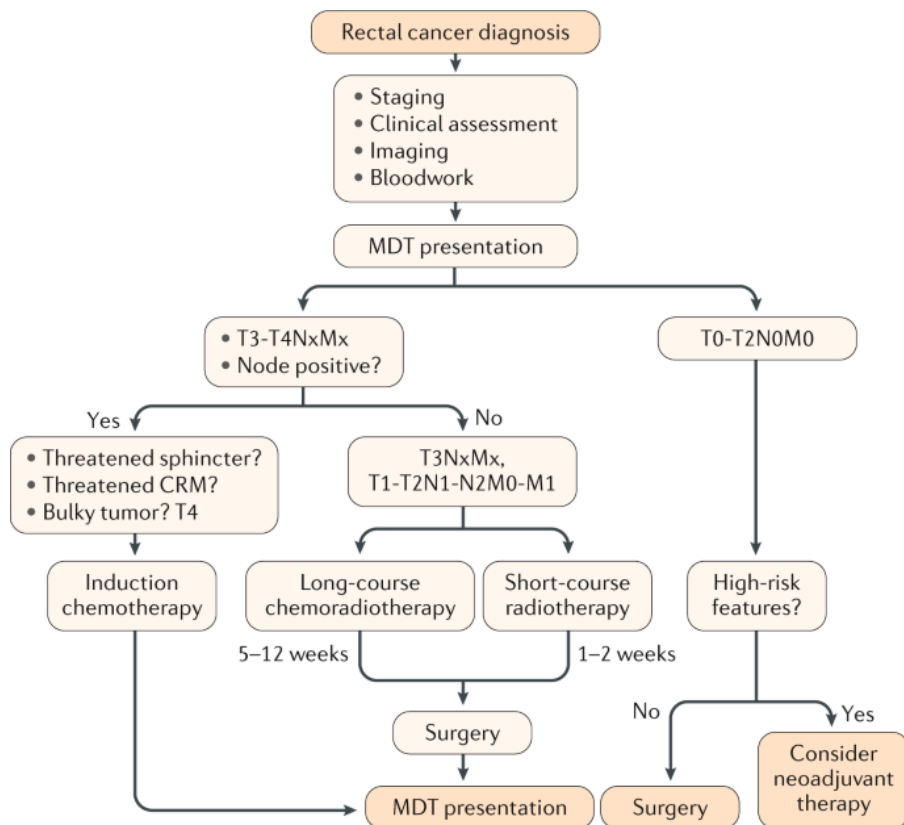 Rectal cancer diagnosis
• Staging
• Clinical assessment
• Imaging
• Bloodwork
MDT presentation
• T3-T4NxMx
• Node positive?
T0-T2N0M0
Yes
No
• Threatened sphincter?
• Threatened CRM?
• Bulky tumor? T4
T3NxMx,
T1-T2N1-N2M0-M1
Induction
chemotherapy
Long-course
chemoradiotherapy
Short-course
radiotherapy
High-risk
features?
5–12 weeks
1–2 weeks
No
Yes
Surgery
Consider
neoadjuvant
therapy
MDT presentation
Surgery